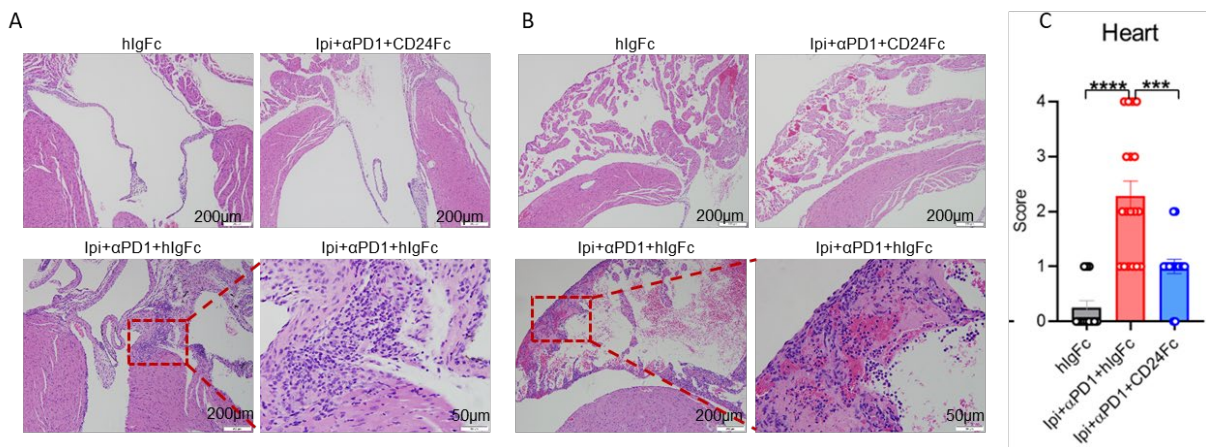 A
hIgFc
Ipi+αPD1+CD24Fc
200µm
200µm
Ipi+αPD1+hIgFc
Ipi+αPD1+hIgFc
200µm
50µm
B
hIgFc
Ipi+αPD1+CD24Fc
200µm
200µm
Ipi+αPD1+hIgFc
Ipi+αPD1+hIgFc
200µm
50µm
C
Heart
**** ***
Score
4
3
2
1
0
hIgFc
Ipi+αPD1+hIgFc
Ipi+αPD1+CD24Fc